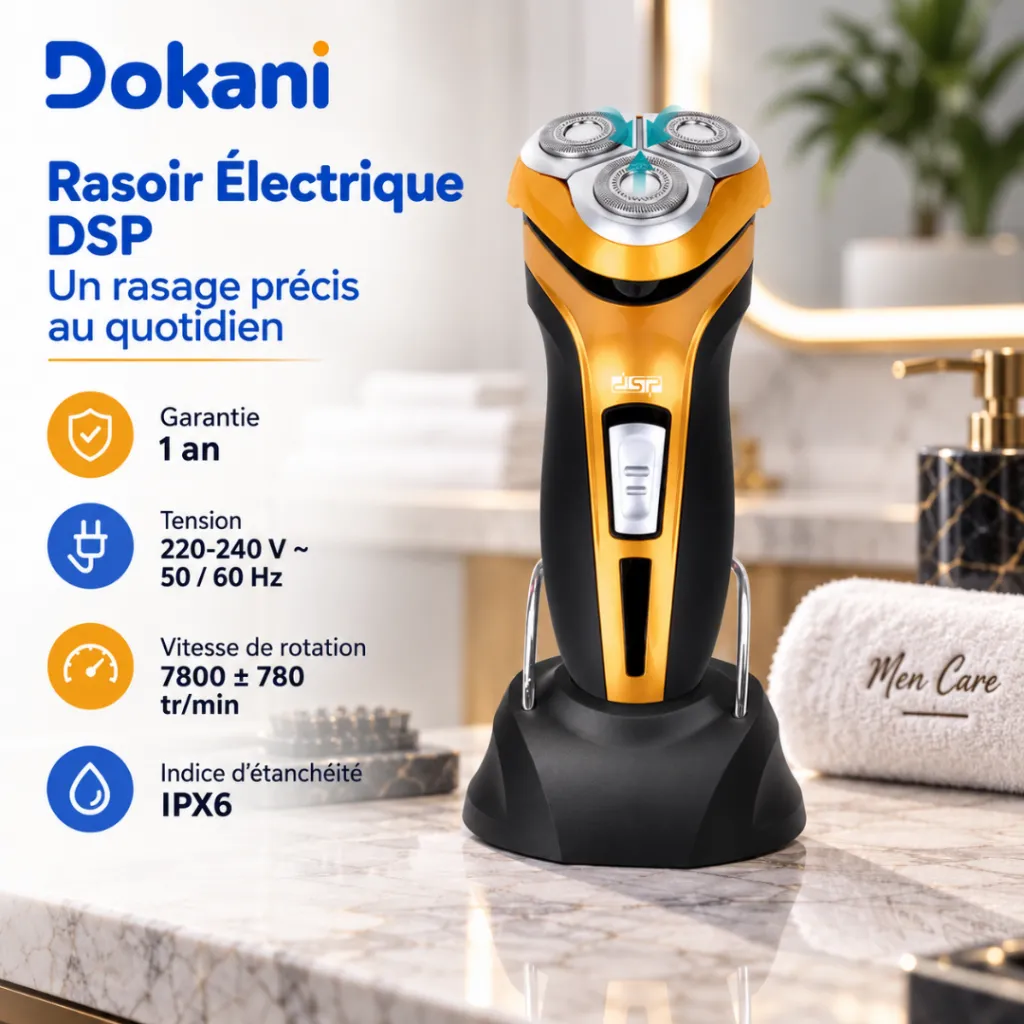 Dokani
Rasoir Électrique
DSP
Un rasage précis
au quotidien
Garantie
1 an
Tension
220-240 V ~
50 / 60 Hz
Vitesse de rotation
7800 ± 780
tr/min
Indice d'étanchéité
IPX6
DSP
Men Care